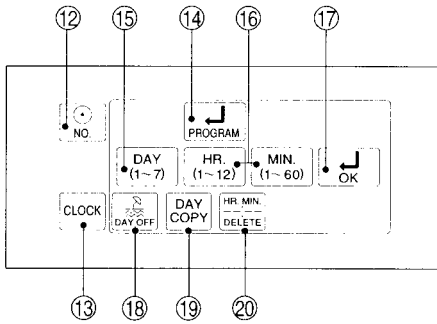 ⑫ ⑮ ⑭ ⑯ ⑰
NO.
PROGRAM
DAY
(1~7)
HR.
(1~12)
MIN.
(1~60)
OK
CLOCK
DAY OFF
DAY
COPY
HR. MIN.
DELETE
⑬ ⑱ ⑲ ⑳